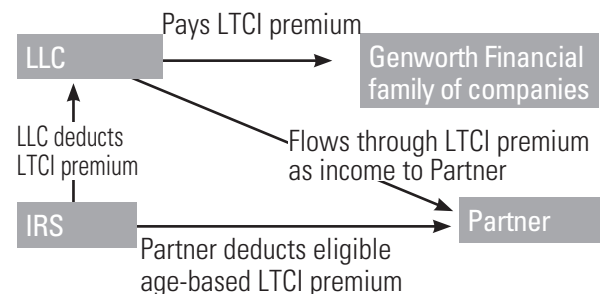 Pays LTCI premium
LLC
Genworth Financial
family of companies
LLC deducts
LTCI premium
Flows through LTCI premium
as income to Partner
IRS
Partner
Partner deducts eligible
age-based LTCI premium